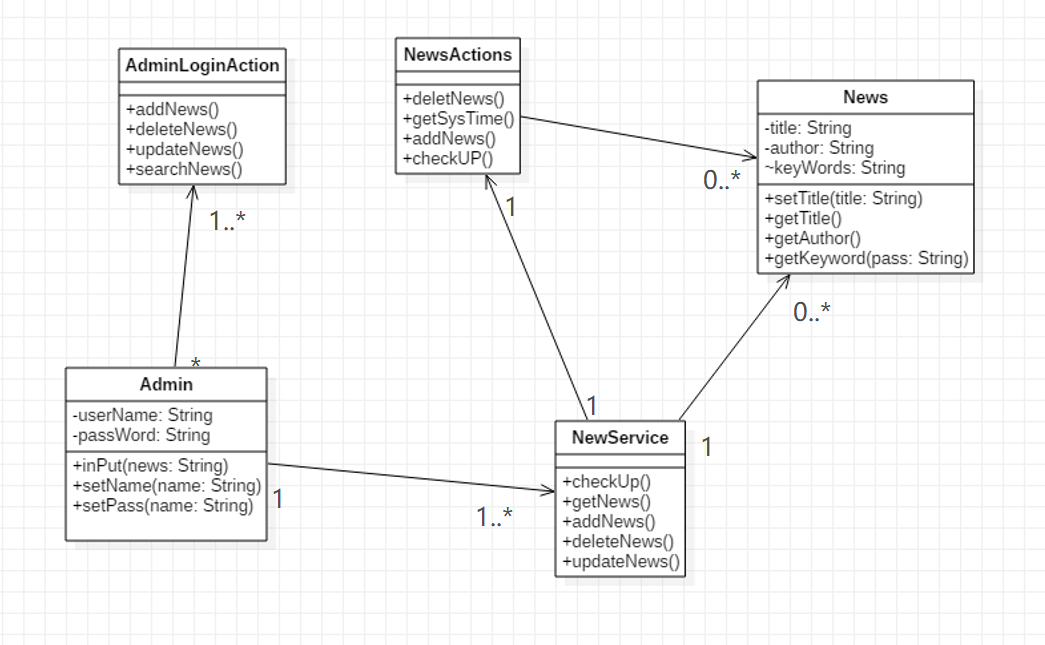 AdminLoginAction
+addNews()
+deleteNews()
+updateNews()
+searchNews()
1..*
NewsActions
+deletNews()
+getSysTime()
+addNews()
+checkUP()
1
News
-title: String
-author: String
~keyWords: String
+setTitle(title: String)
+getTitle()
+getAuthor()
+getKeyword(pass: String)
0..*
0..*
*
Admin
-userName: String
-passWord: String
+inPut(news: String)
+setName(name: String)
+setPass(name: String)
1
1..*
1
NewService
+checkUp()
+getNews()
+addNews()
+deleteNews()
+updateNews()
1